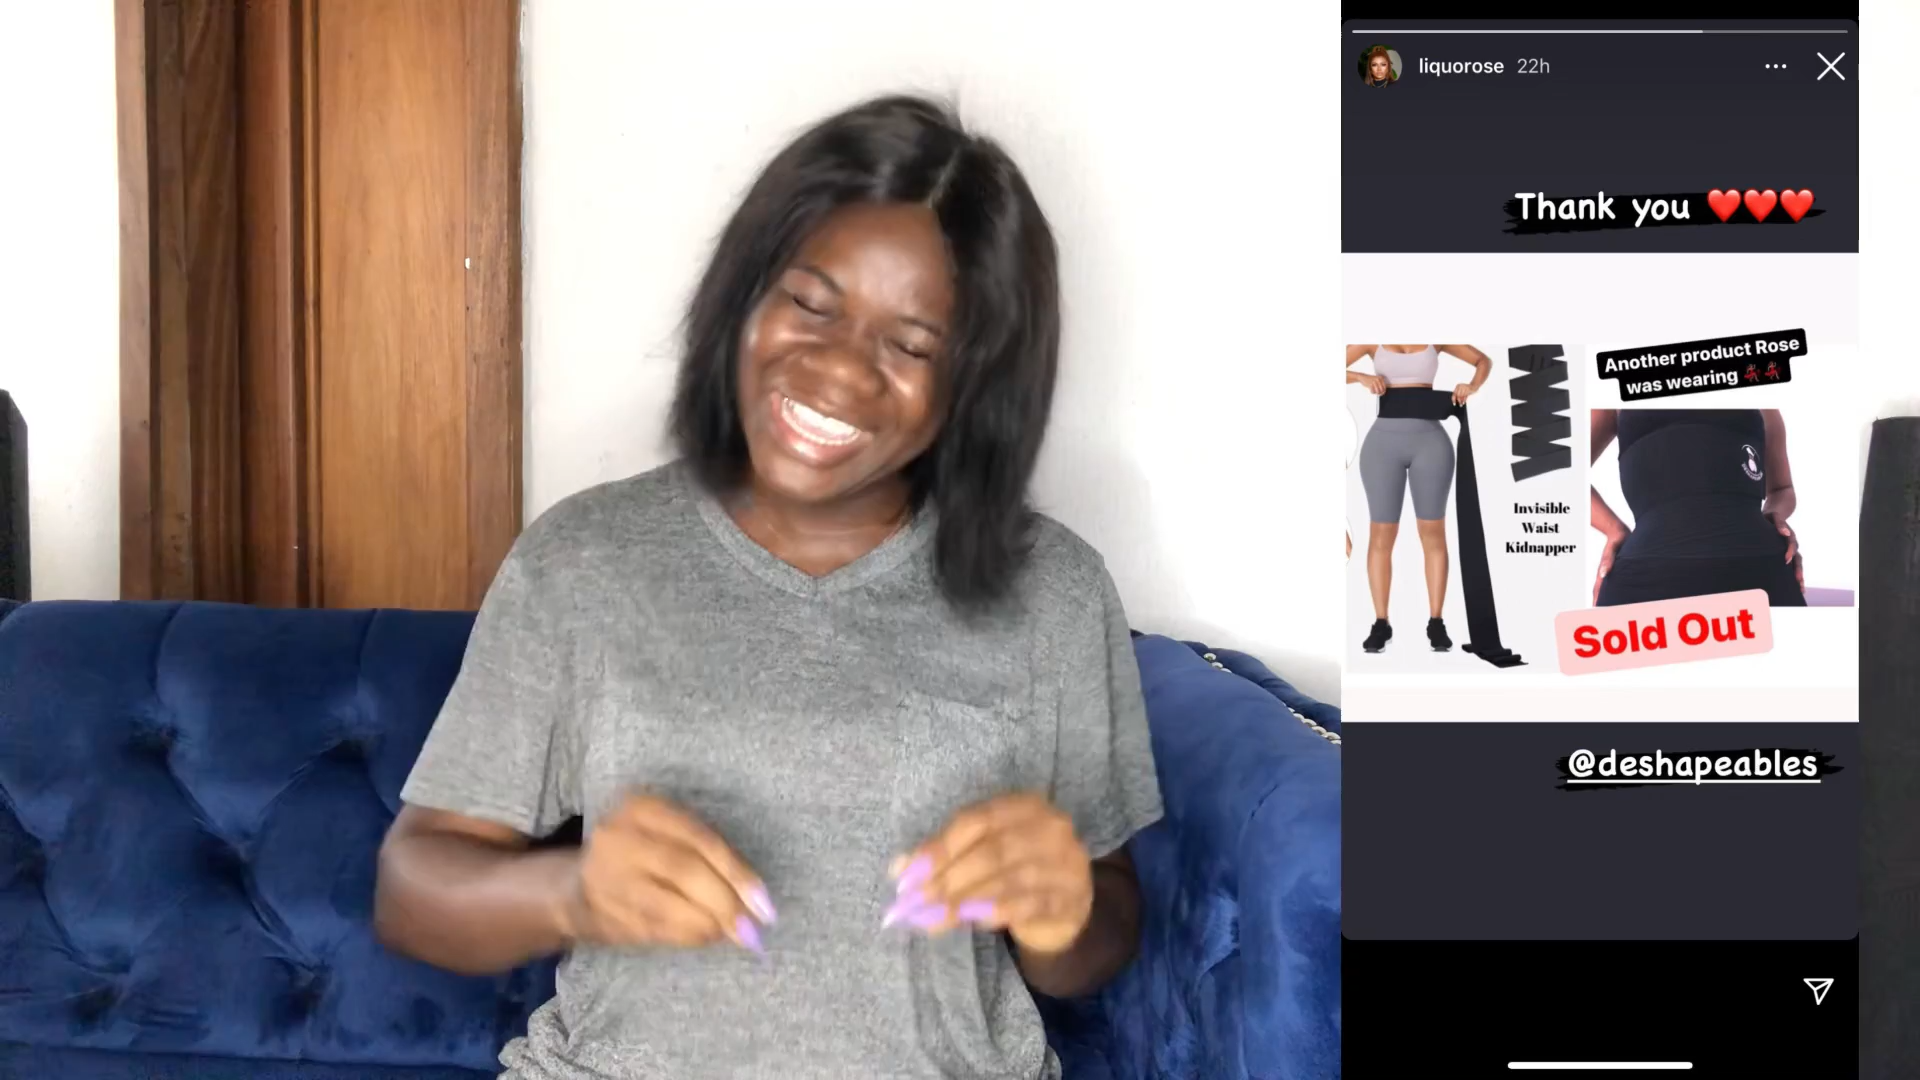 liquorose 22h
Thank you ❤️❤️❤️
Another product Rose
was wearing 💃💃
Invisible
Waist
Kidnapper
Sold Out
@deshapeables